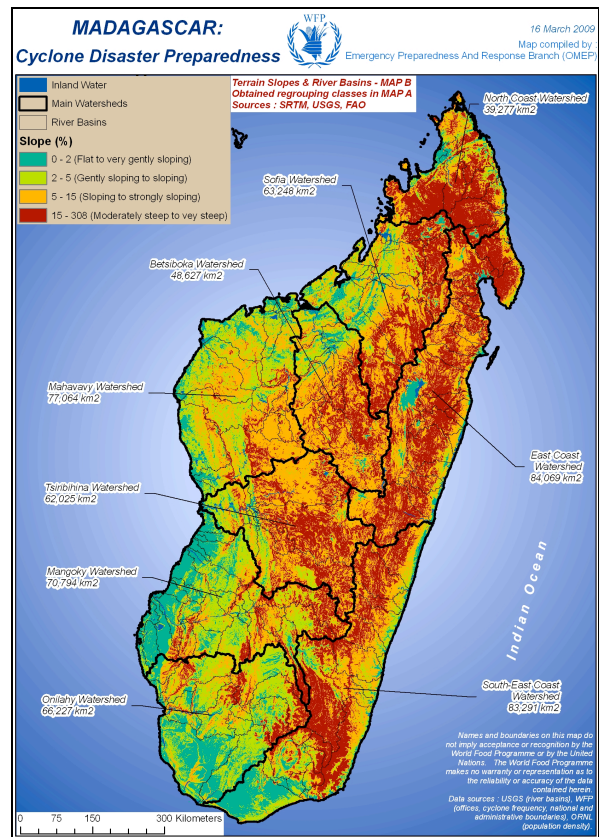 MADAGASCAR:
Cyclone Disaster Preparedness
WFP
16 March 2009
Map compiled by :
Emergency Preparedness And Response Branch (OMEP)
Inland Water
Main Watersheds
River Basins
Slope (%)
0 - 2 (Flat to very gently sloping)
2 - 5 (Gently sloping to sloping)
5 - 15 (Sloping to strongly sloping)
15 - 308 (Moderately steep to vey steep)
Terrain Slopes & River Basins - MAP B
Obtained regrouping classes in MAP A
Sources : SRTM, USGS, FAO
North Coast Watershed
39,277 km2
Sofia Watershed
63,248 km2
Betsiboka Watershed
48,627 km2
Mahavavy Watershed
77,064 km2
East Coast
Watershed
84,069 km2
Tsiribihina Watershed
62,025 km2
Mangoky Watershed
70,794 km2
Indian Ocean
South-East Coast
Watershed
83,291 km2
Onilahy Watershed
66,227 km2
Names and boundaries on this map do
not imply acceptance or recognition by the
World Food Programme or by the United
Nations. The World Food Programme
makes no warranty or representation as to
the reliability or accuracy of the data
contained herein.
Data sources : USGS (river basins), WFP
(offices, cyclone frequency, national and
administrative boundaries), ORNL
(population density).
0 75 150 300 Kilometers